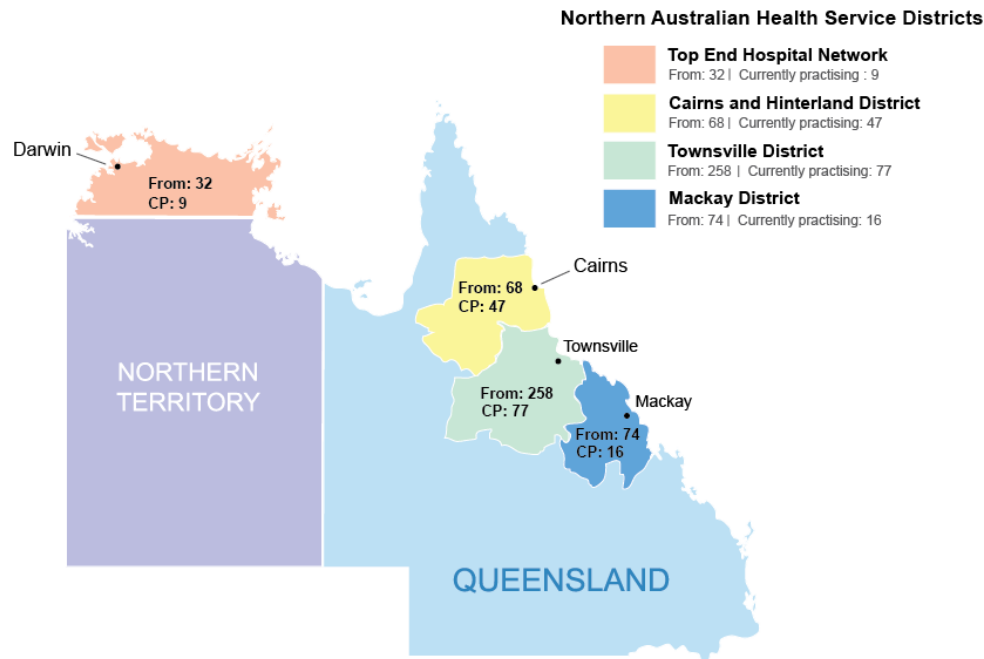 Northern Australian Health Service Districts
Top End Hospital Network
From: 32 | Currently practising : 9
Cairns and Hinterland District
From: 68 | Currently practising: 47
Townsville District
From: 258 | Currently practising: 77
Mackay District
From: 74 | Currently practising: 16
Darwin
From: 32
CP: 9
Cairns
From: 68
CP: 47
Townsville
NORTHERN
TERRITORY
From: 258
CP: 77
Mackay
From: 74
CP: 16
QUEENSLAND